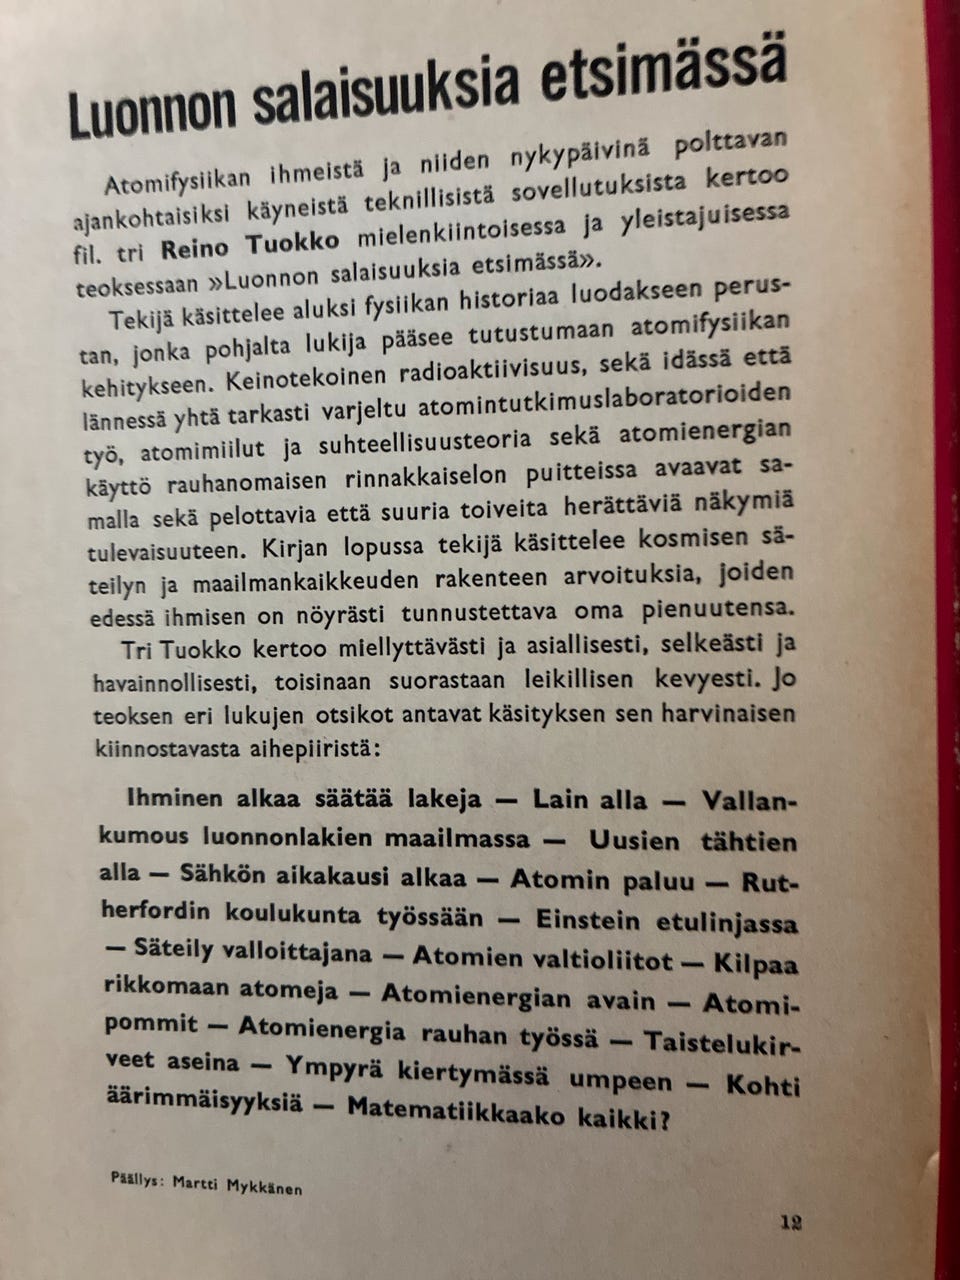 Luonnon salaisuuksia etsimässä
Atomifysiikan ihmeistä ja niiden nykypäivinä polttavan
ajankohtaisiksi käyneistä teknillisistä sovellutuksista kertoo
fil. tri Reino Tuokko mielenkiintoisessa ja yleistajuisessa
teoksessaan »Luonnon salaisuuksia etsimässä».
Tekijä käsittelee aluksi fysiikan historiaa luodakseen perus-
tan, jonka pohjalta lukija pääsee tutustumaan atomifysiikan
kehitykseen. Keinotekoinen radioaktiivisuus, sekä idässä että
lännessä yhtä tarkasti varjeltu atomintutkimuslaboratorioiden
työ, atomimiilut ja suhteellisuusteoria sekä atomienergian
käyttö rauhanomaisen rinnakkaiselon puitteissa avaavat sa-
malla sekä pelottavia että suuria toiveita herättäviä näkymiä
tulevaisuuteen. Kirjan lopussa tekijä käsittelee kosmisen sä-
teilyn ja maailmankaikkeuden rakenteen arvoituksia, joiden
edessä ihmisen on nöyrästi tunnustettava oma pienuutensa.
Tri Tuokko kertoo miellyttävästi ja asiallisesti, selkeästi ja
havainnollisesti, toisinaan suorastaan leikillisen kevyesti. Jo
teoksen eri lukujen otsikot antavat käsityksen sen harvinaisen
kiinnostavasta aihepiiristä:
Ihminen alkaa säätää lakeja — Lain alla — Vallan-
kumous luonnonlakien maailmassa — Uusien tähtien
alla — Sähkön aikakausi alkaa — Atomin paluu — Rut-
herfordin koulukunta työssään — Einstein etulinjassa
— Säteily valloittajana — Atomien valtioliitot — Kilpaa
rikkomaan atomeja — Atomienergian avain — Atomi-
pommit — Atomienergia rauhan työssä — Taistelukir-
veet aseina — Ympyrä kiertymässä umpeen — Kohti
äärimmäisyyksiä — Matematiikkaako kaikki?
Päällys: Martti Mykkänen
12